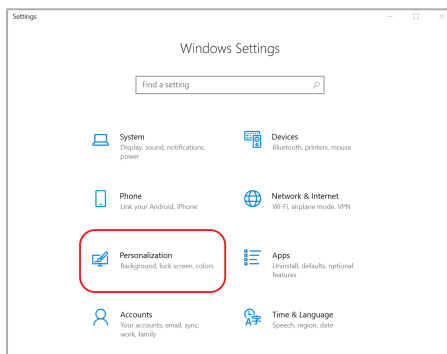 Settings
Windows Settings
Find a setting
System
Display, sound, notifications,
power
Devices
Bluetooth, printers, mouse
Phone
Link your Android, iPhone
Network & Internet
Wi-Fi, airplane mode, VPN
Personalization
Background, lock screen, colors
Apps
Uninstall, defaults, optional
features
Accounts
Your accounts, email, sync,
work, family
Time & Language
Speech, region, date